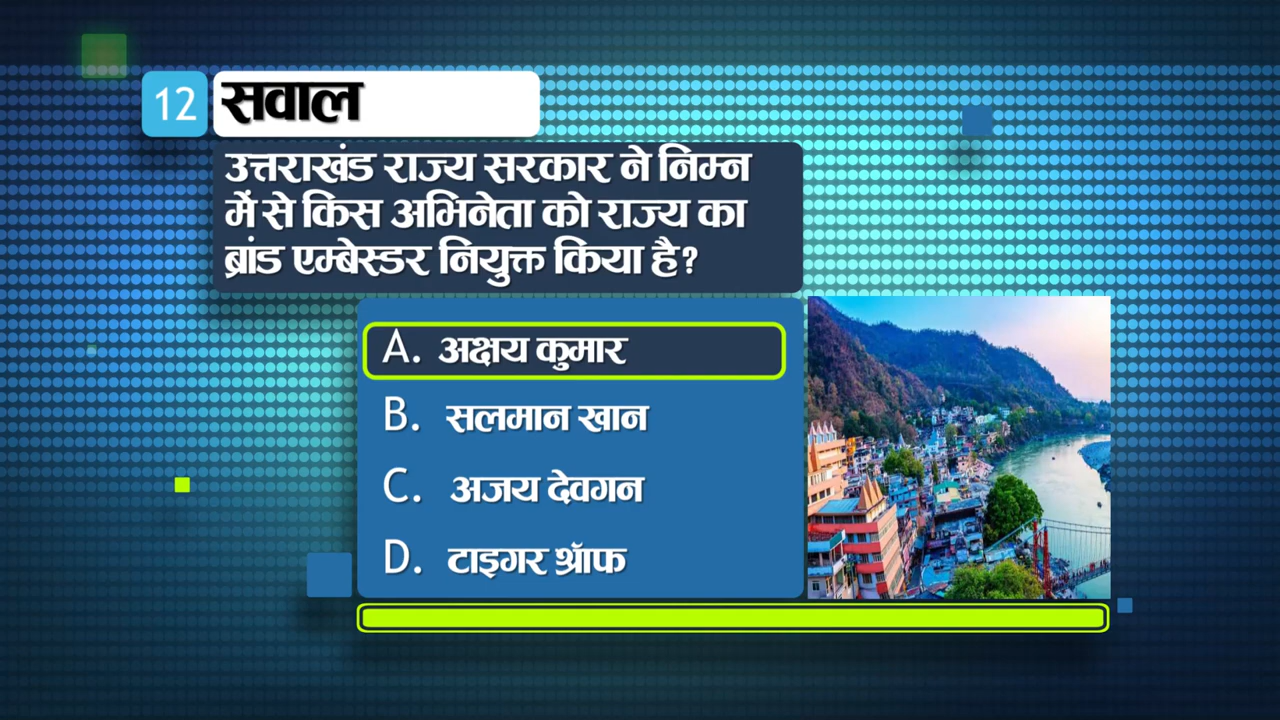 12 सवाल
उत्तराखंड राज्य सरकार ने निम्न
में से किस अभिनेता को राज्य का
ब्रांड एम्बेस्डर नियुक्त किया है?
A. अक्षय कुमार
B. सलमान खान
C. अजय देवगन
D. टाइगर श्रॉफ